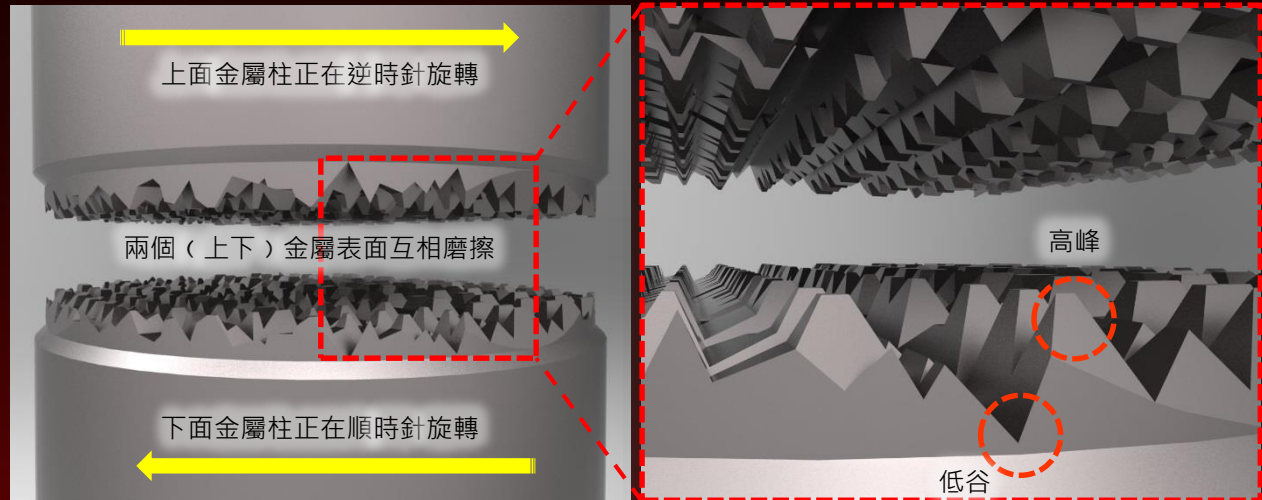 上面金屬柱正在逆時針旋轉
兩個（上下）金屬表面互相磨擦
下面金屬柱正在順時針旋轉
高峰
低谷